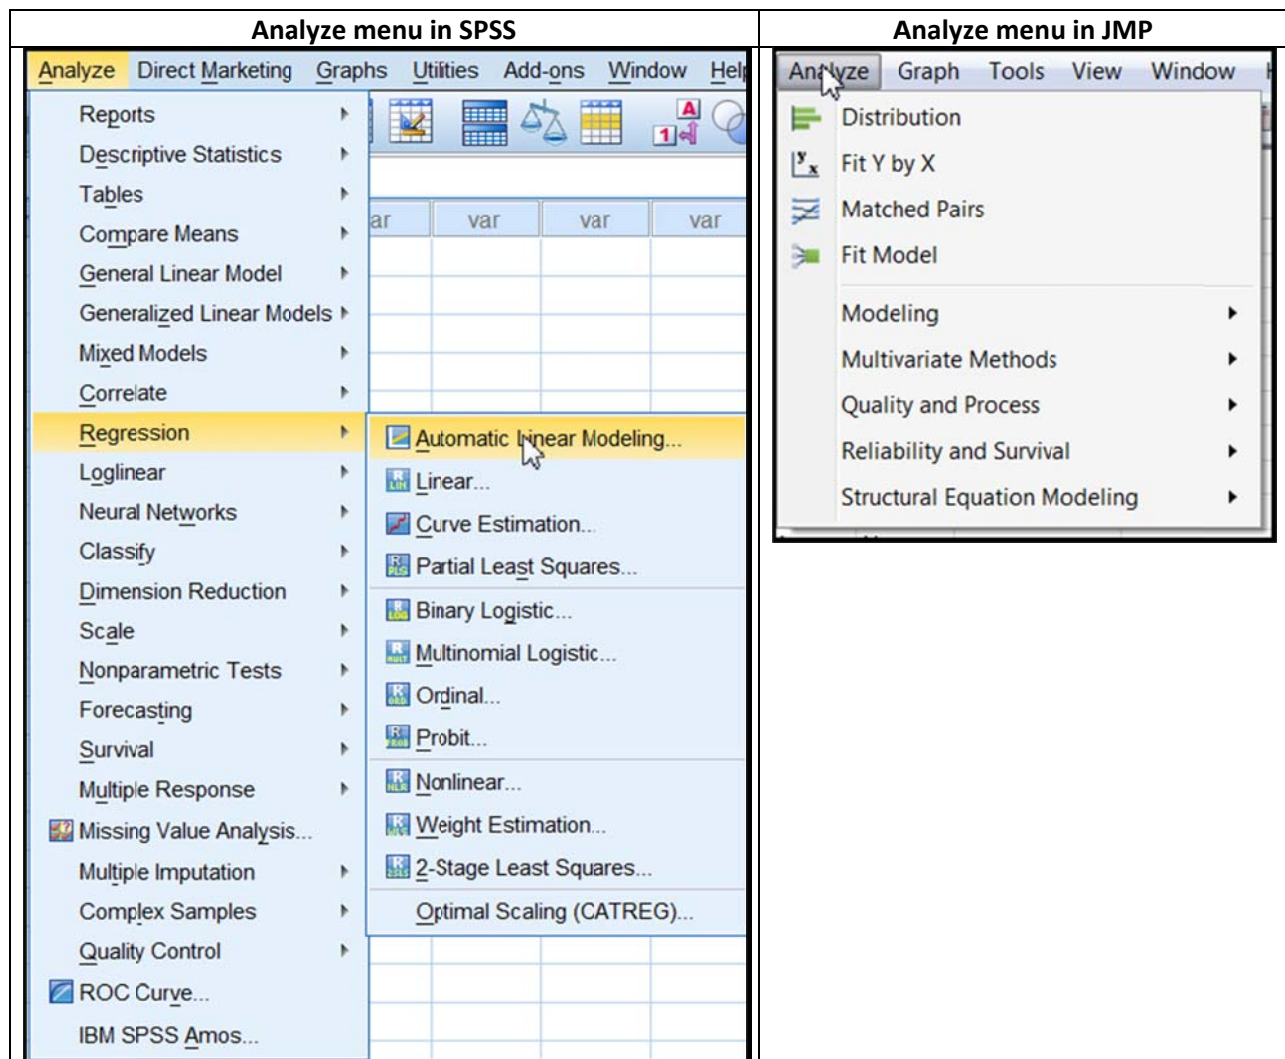 Analyze menu in SPSS
Analyze Direct Marketing Graphs Utilities Add-ons Window Help
Reports
Descriptive Statistics
Tables
ar var var var
Compare Means
General Linear Model
Generalized Linear Models
Mixed Models
Correlate
Regression
Loglinear
Neural Networks
Classify
Dimension Reduction
Scale
Nonparametric Tests
Forecasting
Survival
Multiple Response
Missing Value Analysis...
Multiple Imputation
Complex Samples
Quality Control
ROC Curve...
IBM SPSS Amos...
Automatic Linear Modeling...
Linear...
Curve Estimation...
Partial Least Squares...
Binary Logistic...
Multinomial Logistic...
Ordinal...
Probit...
Nonlinear...
Weight Estimation...
2-Stage Least Squares...
Optimal Scaling (CATREG)...
Analyze menu in JMP
Analyze Graph Tools View Window
Distribution
Fit Y by X
Matched Pairs
Fit Model
Modeling
Multivariate Methods
Quality and Process
Reliability and Survival
Structural Equation Modeling